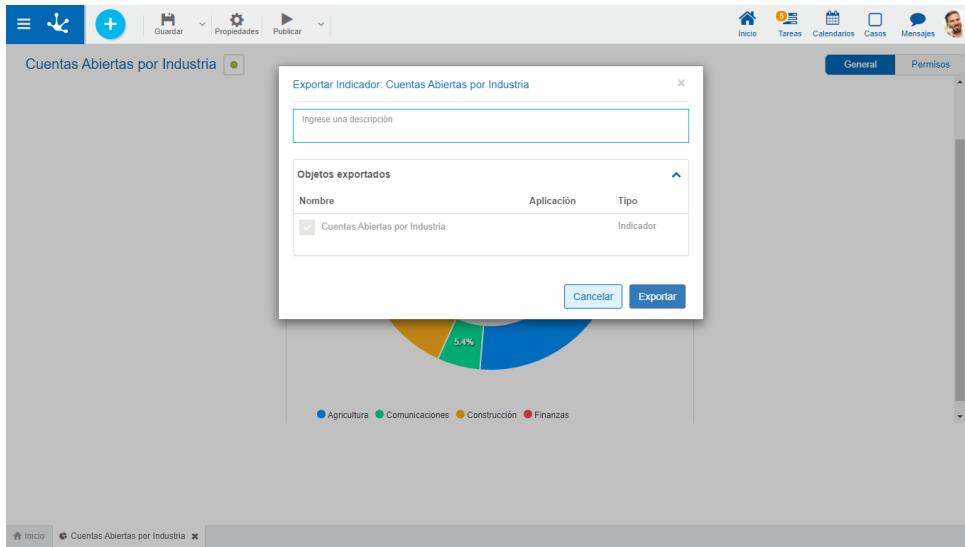 Guardar
Propiedades
Publicar
Inicio
5
Tareas
Calendarios
Casos
Mensajes
Cuentas Abiertas por Industria
General
Permisos
Exportar Indicador: Cuentas Abiertas por Industria
Ingrese una descripción
Objetos exportados
Nombre Aplicación Tipo
Cuentas Abiertas por Industria Indicador
Cancelar
Exportar
5.4%
Agricultura Comunicaciones Construcción Finanzas
Inicio
Cuentas Abiertas por Industria